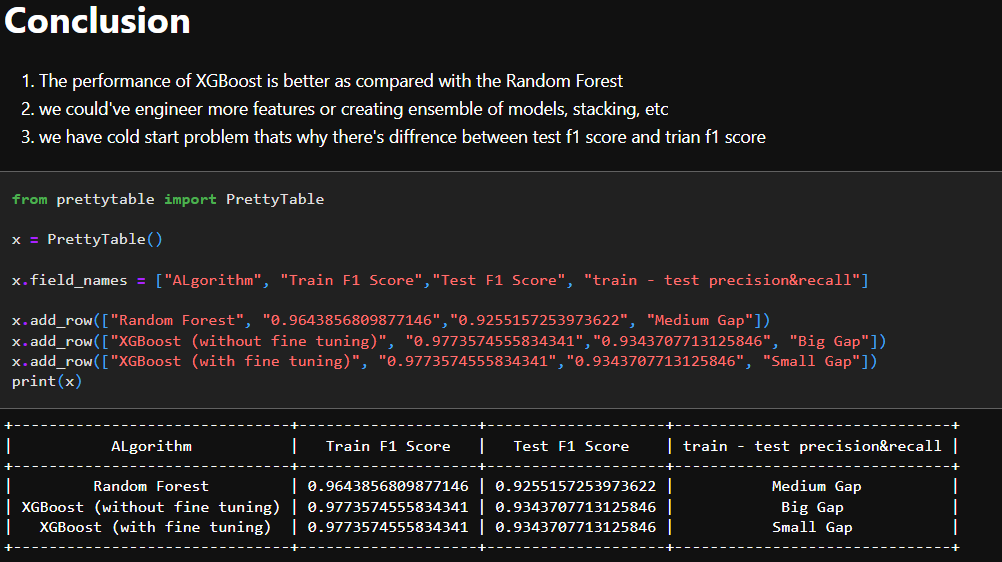 Conclusion
1. The performance of XGBoost is better as compared with the Random Forest
2. we could've engineer more features or creating ensemble of models, stacking, etc
3. we have cold start problem thats why there's diffrence between test f1 score and trian f1 score
from prettytable import PrettyTable
x = PrettyTable()
x.field_names = ["ALgorithm", "Train F1 Score","Test F1 Score", "train - test precision&recall"]
x.add_row(["Random Forest", "0.9643856809877146","0.9255157253973622", "Medium Gap"])
x.add_row(["XGBoost (without fine tuning)", "0.9773574555834341","0.9343707713125846", "Big Gap"])
x.add_row(["XGBoost (with fine tuning)", "0.9773574555834341","0.9343707713125846", "Small Gap"])
print(x)
+-------------------------------+--------------------+--------------------+-------------------------------+
| ALgorithm | Train F1 Score | Test F1 Score | train - test precision&recall |
+-------------------------------+--------------------+--------------------+-------------------------------+
| Random Forest | 0.9643856809877146 | 0.9255157253973622 | Medium Gap |
| XGBoost (without fine tuning) | 0.9773574555834341 | 0.9343707713125846 | Big Gap |
| XGBoost (with fine tuning) | 0.9773574555834341 | 0.9343707713125846 | Small Gap |
+-------------------------------+--------------------+--------------------+-------------------------------+